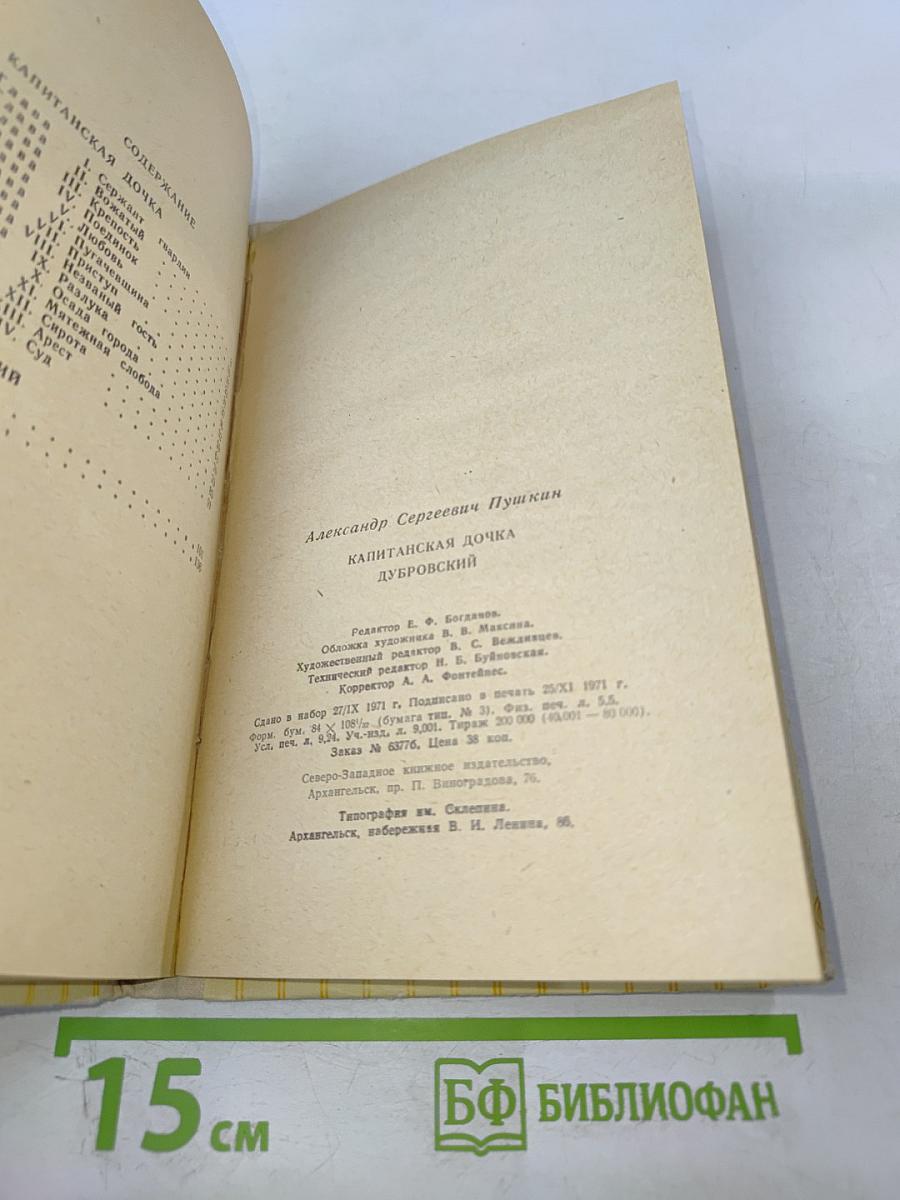 СОДЕРЖАНИЕ
КАПИТАНСКАЯ ДОЧКА
I. Сержант гвардии
II. Вожатый
III. Крепость
IV. Поединок
V. Любовь
VI. Пугачевщина
VII. Приступ
VIII. Незваный гость
IX. Разлука
X. Осада города
XI. Мятежная слобода
XII. Сирота
XIII. Арест
XIV. Суд
Александр Сергеевич Пушкин
КАПИТАНСКАЯ ДОЧКА
ДУБРОВСКИЙ
Редактор Е. Ф. Богданов.
Обложка художника В. В. Максина.
Художественный редактор В. С. Вежливцев.
Технический редактор Н. Б. Буйновская.
Корректор А. А. Фонтейнес.
Сдано в набор 27/IX 1971 г. Подписано в печать 25/XI 1971 г.
Форм. бум. 84 × 108¹/₃₂ (бумага тип. № 3). Физ. печ. л. 5,5.
Усл. печ. л. 9,24. Уч.-изд. л. 9,001. Тираж 200 000 (40,001 — 80 000).
Заказ № 6377б. Цена 38 коп.
Северо-Западное книжное издательство,
Архангельск, пр. П. Виноградова, 76.
Типография им. Склепина.
Архангельск, набережная В. И. Ленина, 86.
15 см
БФ БИБЛИОФАН